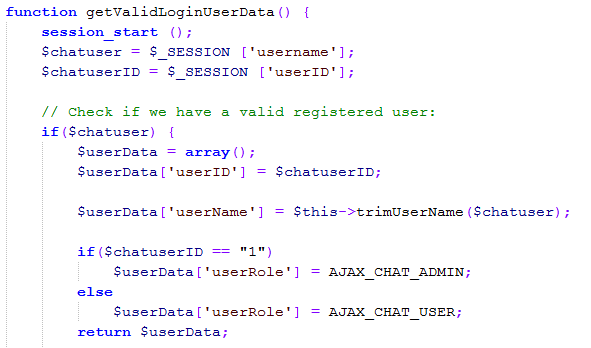 function getValidLoginUserData() {
session_start ();
$chatuser = $_SESSION ['username'];
$chatuserID = $_SESSION ['userID'];
// Check if we have a valid registered user:
if($chatuser) {
$userData = array();
$userData['userID'] = $chatuserID;
$userData['userName'] = $this->trimUserName($chatuser);
if($chatuserID == "1")
$userData['userRole'] = AJAX_CHAT_ADMIN;
else
$userData['userRole'] = AJAX_CHAT_USER;
return $userData;